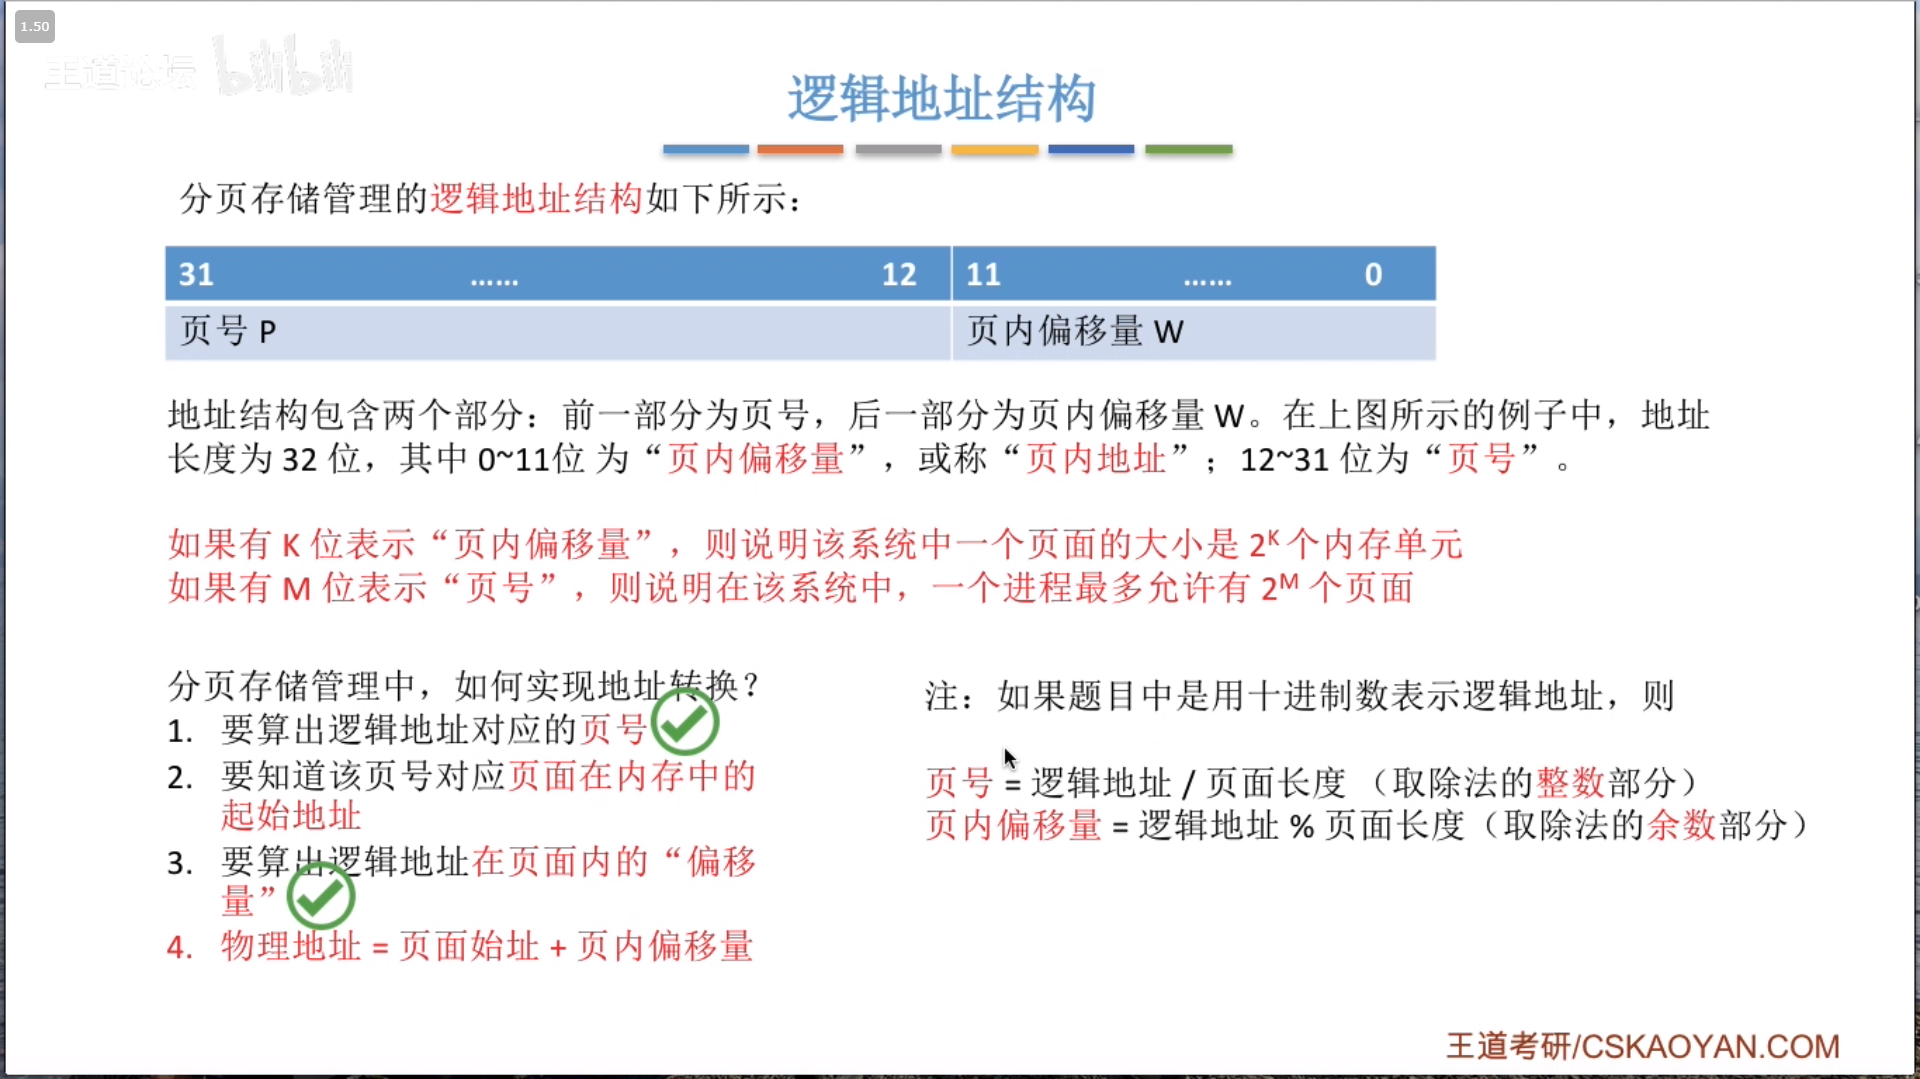 1.50
王道论坛 bilibili
逻辑地址结构
分页存储管理的逻辑地址结构如下所示：
31 …… 12 11 …… 0
页号 P 页内偏移量 W
地址结构包含两个部分：前一部分为页号，后一部分为页内偏移量 W。在上图所示的例子中，地址
长度为 32 位，其中 0~11位 为“页内偏移量”，或称“页内地址”；12~31 位为“页号”。
如果有 K 位表示“页内偏移量”，则说明该系统中一个页面的大小是 2ᴷ 个内存单元
如果有 M 位表示“页号”，则说明在该系统中，一个进程最多允许有 2ᴹ 个页面
分页存储管理中，如何实现地址转换？
1. 要算出逻辑地址对应的页号
2. 要知道该页号对应页面在内存中的
起始地址
3. 要算出逻辑地址在页面内的“偏移
量”
4. 物理地址 = 页面始址 + 页内偏移量
注：如果题目中是用十进制数表示逻辑地址，则
页号 = 逻辑地址 / 页面长度 （取除法的整数部分）
页内偏移量 = 逻辑地址 % 页面长度（取除法的余数部分）
王道考研/CSKAOYAN.COM